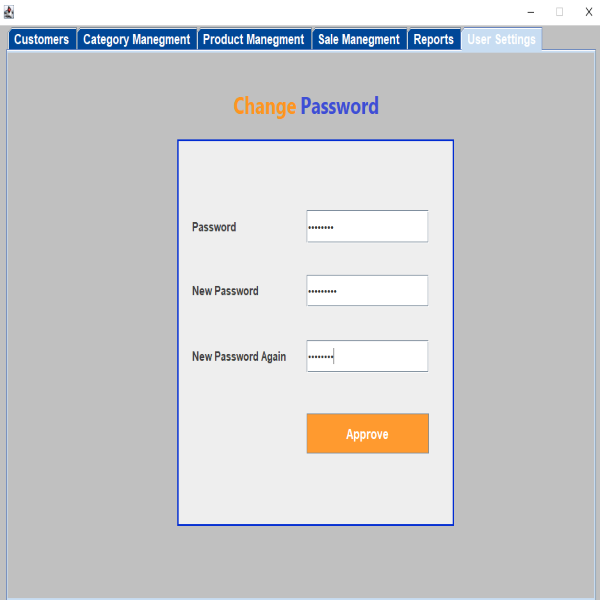 Customers Category Manegment Product Manegment Sale Manegment Reports User Settings
Change Password
Password ••••••••
New Password •••••••••
New Password Again ••••••••
Approve